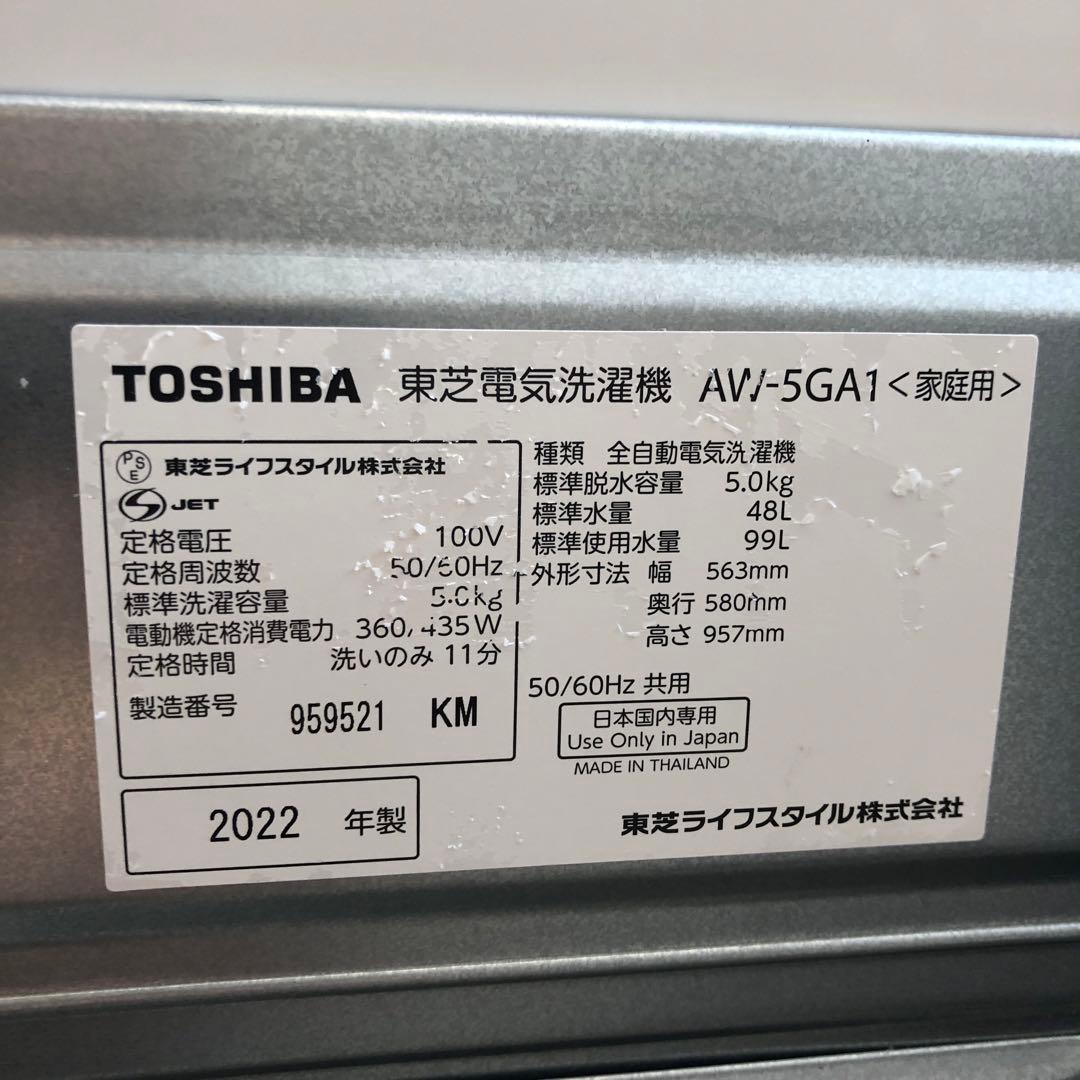 TOSHIBA 東芝電気洗濯機 AW-5GA1<家庭用>
PSE 東芝ライフスタイル株式会社
JET
定格電圧 100V
定格周波数 50/60Hz
標準洗濯容量 5.0kg
電動機定格消費電力 360/435W
定格時間 洗いのみ 11分
製造番号 959521 KM
2022 年製
種類 全自動電気洗濯機
標準脱水容量 5.0kg
標準水量 48L
標準使用水量 99L
外形寸法 幅 563mm
奥行 580mm
高さ 957mm
50/60Hz 共用
日本国内専用
Use Only in Japan
MADE IN THAILAND
東芝ライフスタイル株式会社